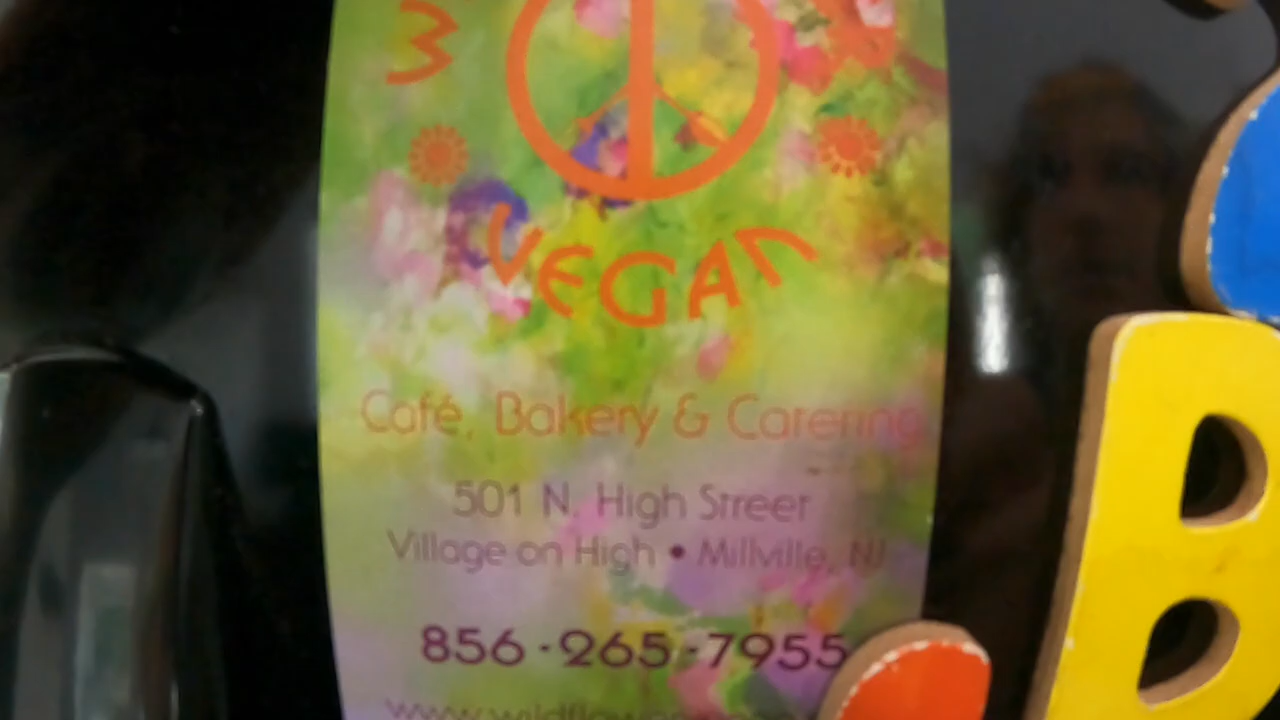 VEGAN
Café, Bakery & Catering
501 N. High Street
Village on High • Millville, NJ
856 · 265 · 7955
B